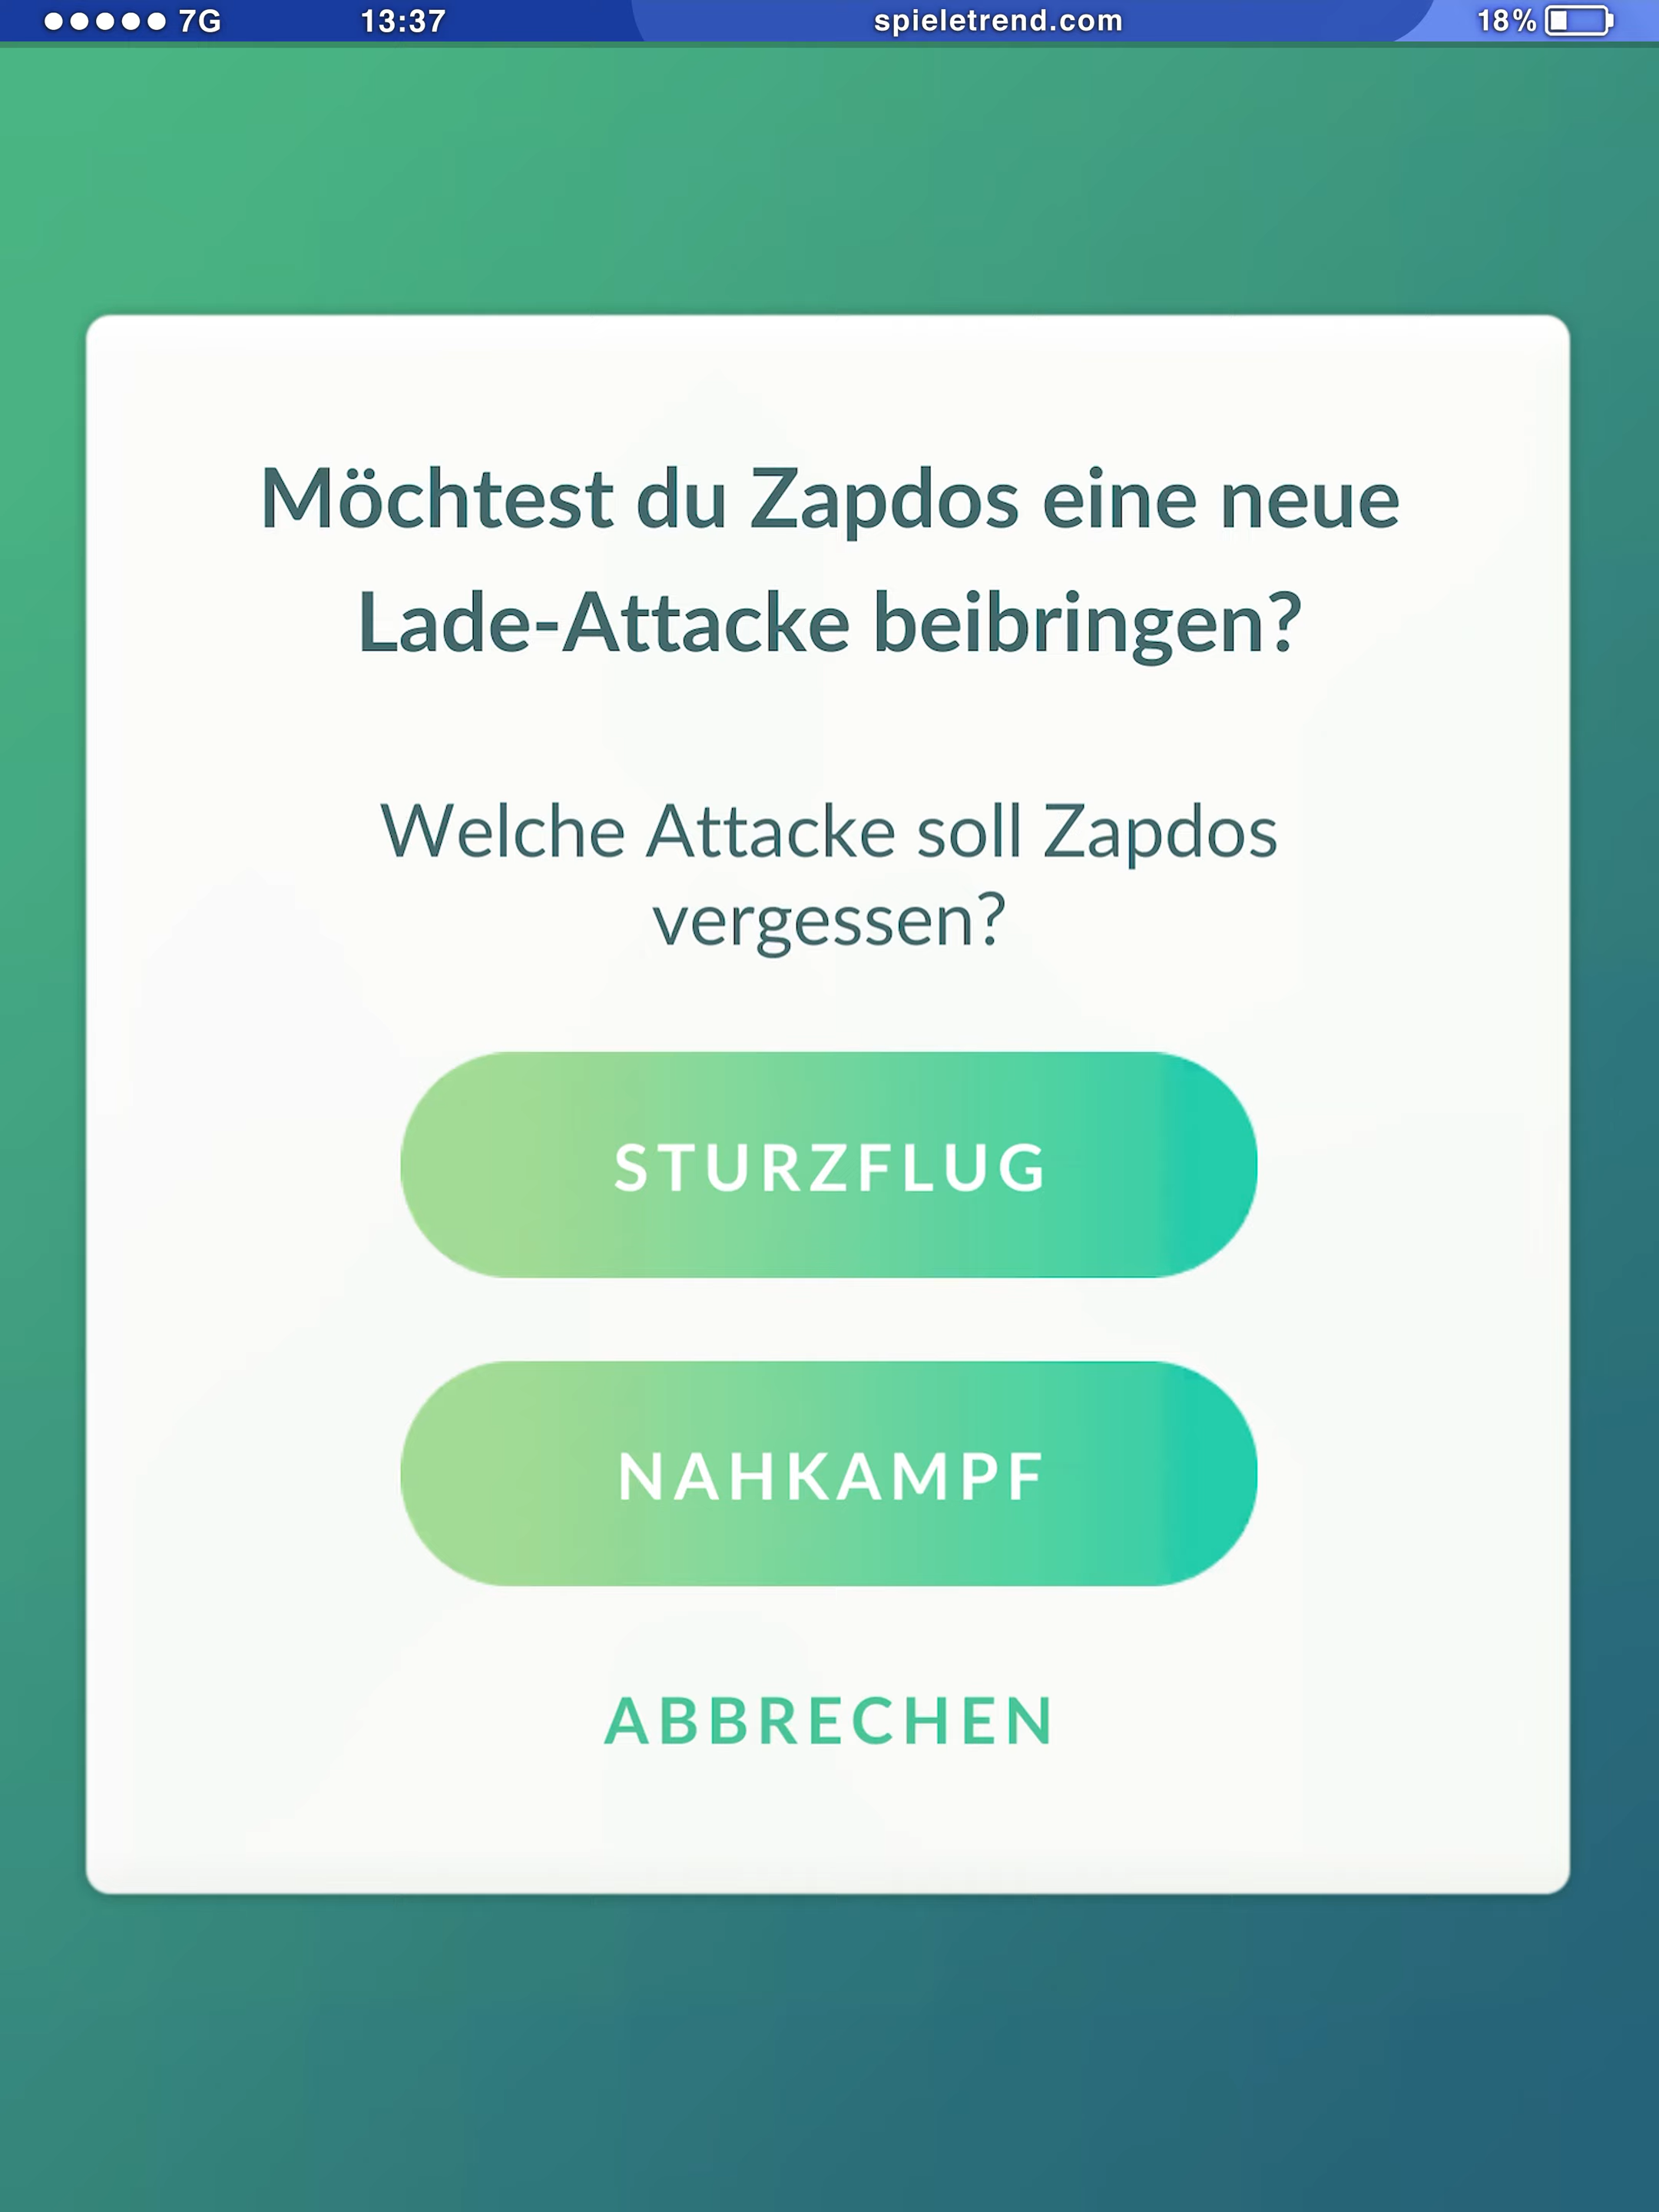 7G 13:37 spieletrend.com 18%
Möchtest du Zapdos eine neue
Lade-Attacke beibringen?
Welche Attacke soll Zapdos
vergessen?
STURZFLUG
NAHKAMPF
ABBRECHEN